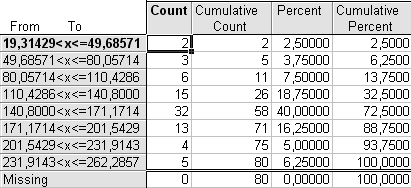 From To Count Cumulative Count Percent Cumulative Percent
19,31429<x<=49,68571 2 2 2,50000 2,5000
49,68571<x<=80,05714 3 5 3,75000 6,2500
80,05714<x<=110,4286 6 11 7,50000 13,7500
110,4286<x<=140,8000 15 26 18,75000 32,5000
140,8000<x<=171,1714 32 58 40,00000 72,5000
171,1714<x<=201,5429 13 71 16,25000 88,7500
201,5429<x<=231,9143 4 75 5,00000 93,7500
231,9143<x<=262,2857 5 80 6,25000 100,0000
Missing 0 80 0,00000 100,0000